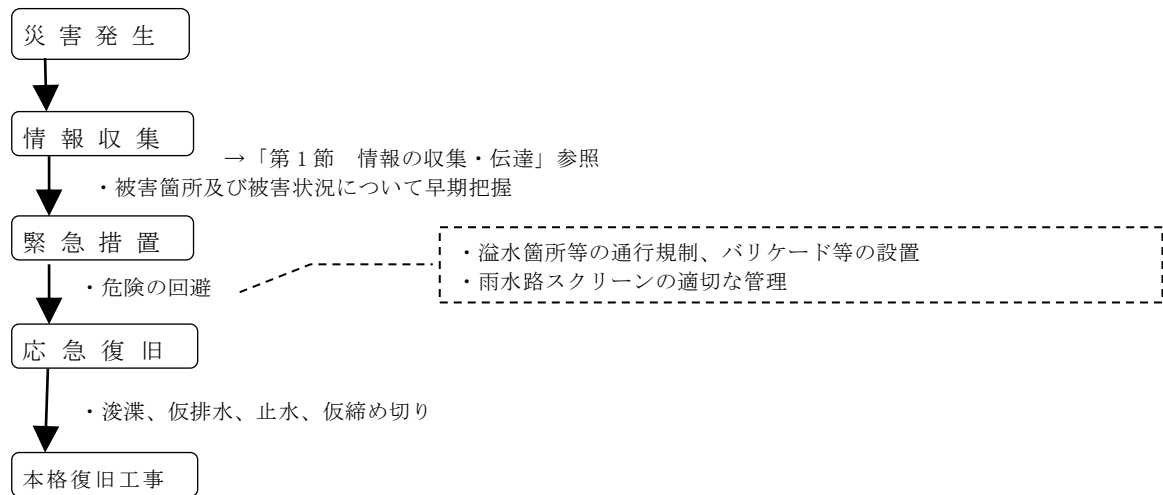 災 害 発 生
情 報 収 集
→「第１節　情報の収集・伝達」参照
・被害箇所及び被害状況について早期把握
緊 急 措 置
・溢水箇所等の通行規制、バリケード等の設置
・雨水路スクリーンの適切な管理
・危険の回避
応 急 復 旧
・浚渫、仮排水、止水、仮締め切り
本格復旧工事